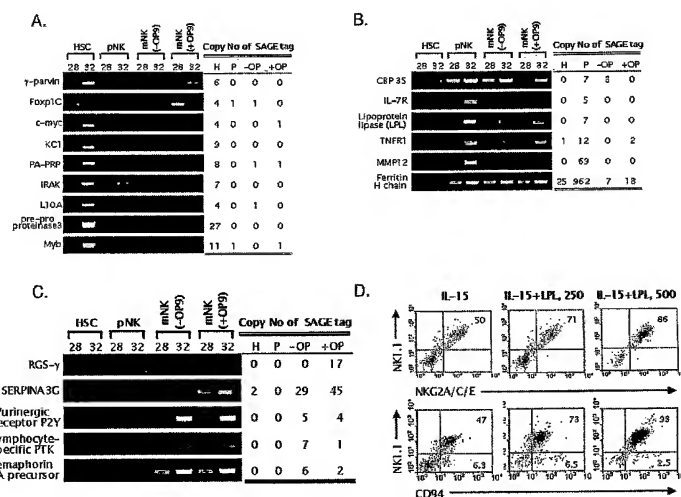 A.
HSC pNK mNK (-OP9) mNK (+OP9) Copy No of SAGE tag
28 32 28 32 28 32 28 32 H P -OP +OP
γ-parvin 6 0 0 0
Foxp1C 4 1 1 0
c-myc 4 0 0 1
KC1 9 0 0 0
PA-PRP 8 0 1 1
IRAK 7 0 0 0
L10A 4 0 1 0
pre-pro proteinase3 27 0 0 0
Myb 11 1 0 1
B.
HSC pNK mNK (-OP9) mNK (+OP9) Copy No of SAGE tag
28 32 28 32 28 32 28 32 H P -OP +OP
CBP 35 0 7 0
IL-7R 0 5 0 0
Lipoprotein lipase (LPL) 0 7 0 0
TNFR1 1 12 0 2
MMP12 0 69 0 0
Ferritin H chain 25 962 7 18
C.
HSC pNK mNK (-OP9) mNK (+OP9) Copy No of SAGE tag
28 32 28 32 28 32 28 32 H P -OP +OP
RGS-γ 0 0 0 17
SERPINA3G 2 0 29 45
Purinergic receptor P2Y 0 0 5 4
Lymphocyte-specific PTK 0 0 7 1
Semaphorin A precursor 0 0 6 2
D.
IL-15 IL-15+LPL, 250 IL-15+LPL, 500
NK1.1 50 71 86
NKG2A/C/E
NK1.1 47 6.3 73 6.5 93 2.5
CD94